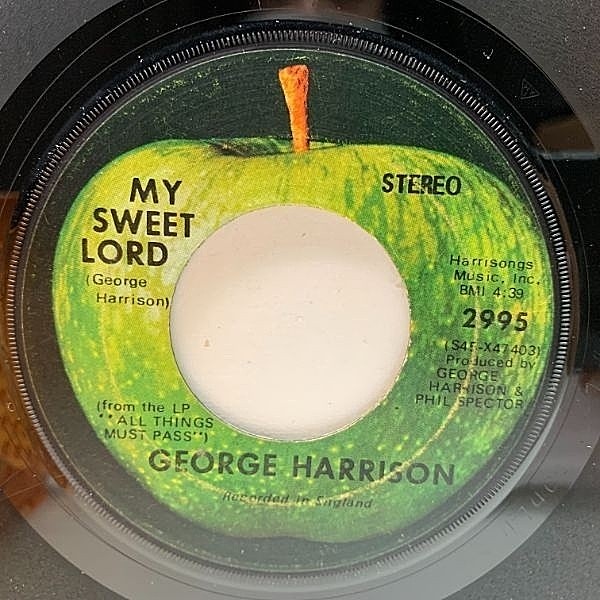 MY
SWEET
LORD
(George
Harrison)
STEREO
Harrisongs
Music, Inc.
BMI 4:39
2995
(S45-X47403)
Produced by
GEORGE
HARRISON &
PHIL SPECTOR
(from the LP
"ALL THINGS
MUST PASS")
GEORGE HARRISON
Recorded in England